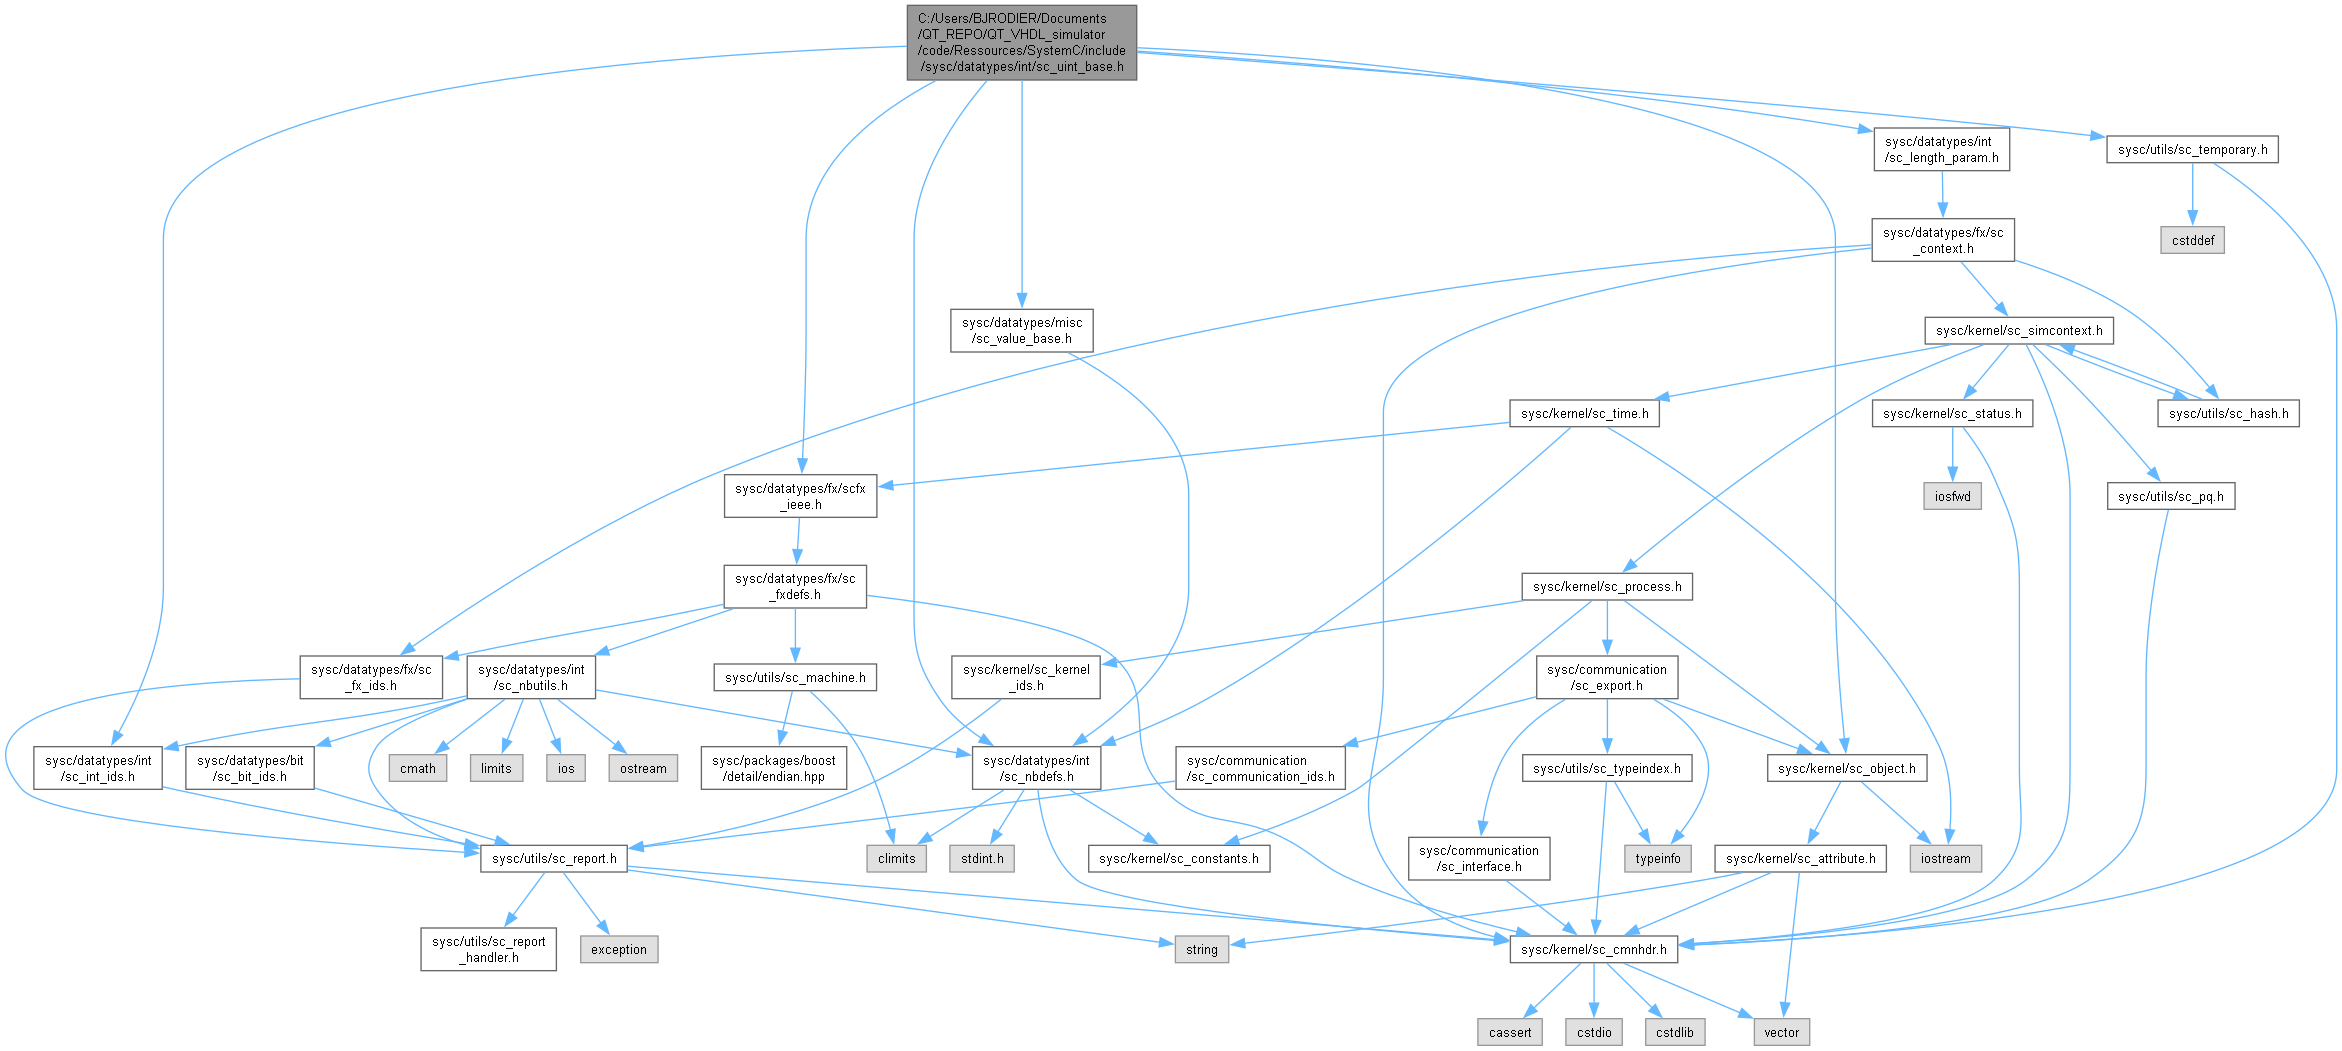 C:/Users/BJRODIER/Documents
/QT_REPO/QT_VHDL_simulator
/code/Ressources/SystemC/include
/sysc/datatypes/int/sc_uint_base.h
sysc/datatypes/int
/sc_length_param.h
sysc/utils/sc_temporary.h
sysc/datatypes/fx/sc
_context.h
cstddef
sysc/datatypes/misc
/sc_value_base.h
sysc/kernel/sc_simcontext.h
sysc/kernel/sc_time.h
sysc/kernel/sc_status.h
sysc/utils/sc_hash.h
sysc/datatypes/fx/scfx
_ieee.h
iosfwd
sysc/utils/sc_pq.h
sysc/datatypes/fx/sc
_fxdefs.h
sysc/kernel/sc_process.h
sysc/datatypes/fx/sc
_fx_ids.h
sysc/datatypes/int
/sc_nbutils.h
sysc/utils/sc_machine.h
sysc/kernel/sc_kernel
_ids.h
sysc/communication
/sc_export.h
sysc/datatypes/int
/sc_int_ids.h
sysc/datatypes/bit
/sc_bit_ids.h
cmath
limits
ios
ostream
sysc/packages/boost
/detail/endian.hpp
sysc/datatypes/int
/sc_nbdefs.h
sysc/communication
/sc_communication_ids.h
sysc/utils/sc_typeindex.h
sysc/kernel/sc_object.h
sysc/utils/sc_report.h
climits
stdint.h
sysc/kernel/sc_constants.h
sysc/communication
/sc_interface.h
typeinfo
sysc/kernel/sc_attribute.h
iostream
sysc/utils/sc_report
_handler.h
exception
string
sysc/kernel/sc_cmnhdr.h
cassert
cstdio
cstdlib
vector